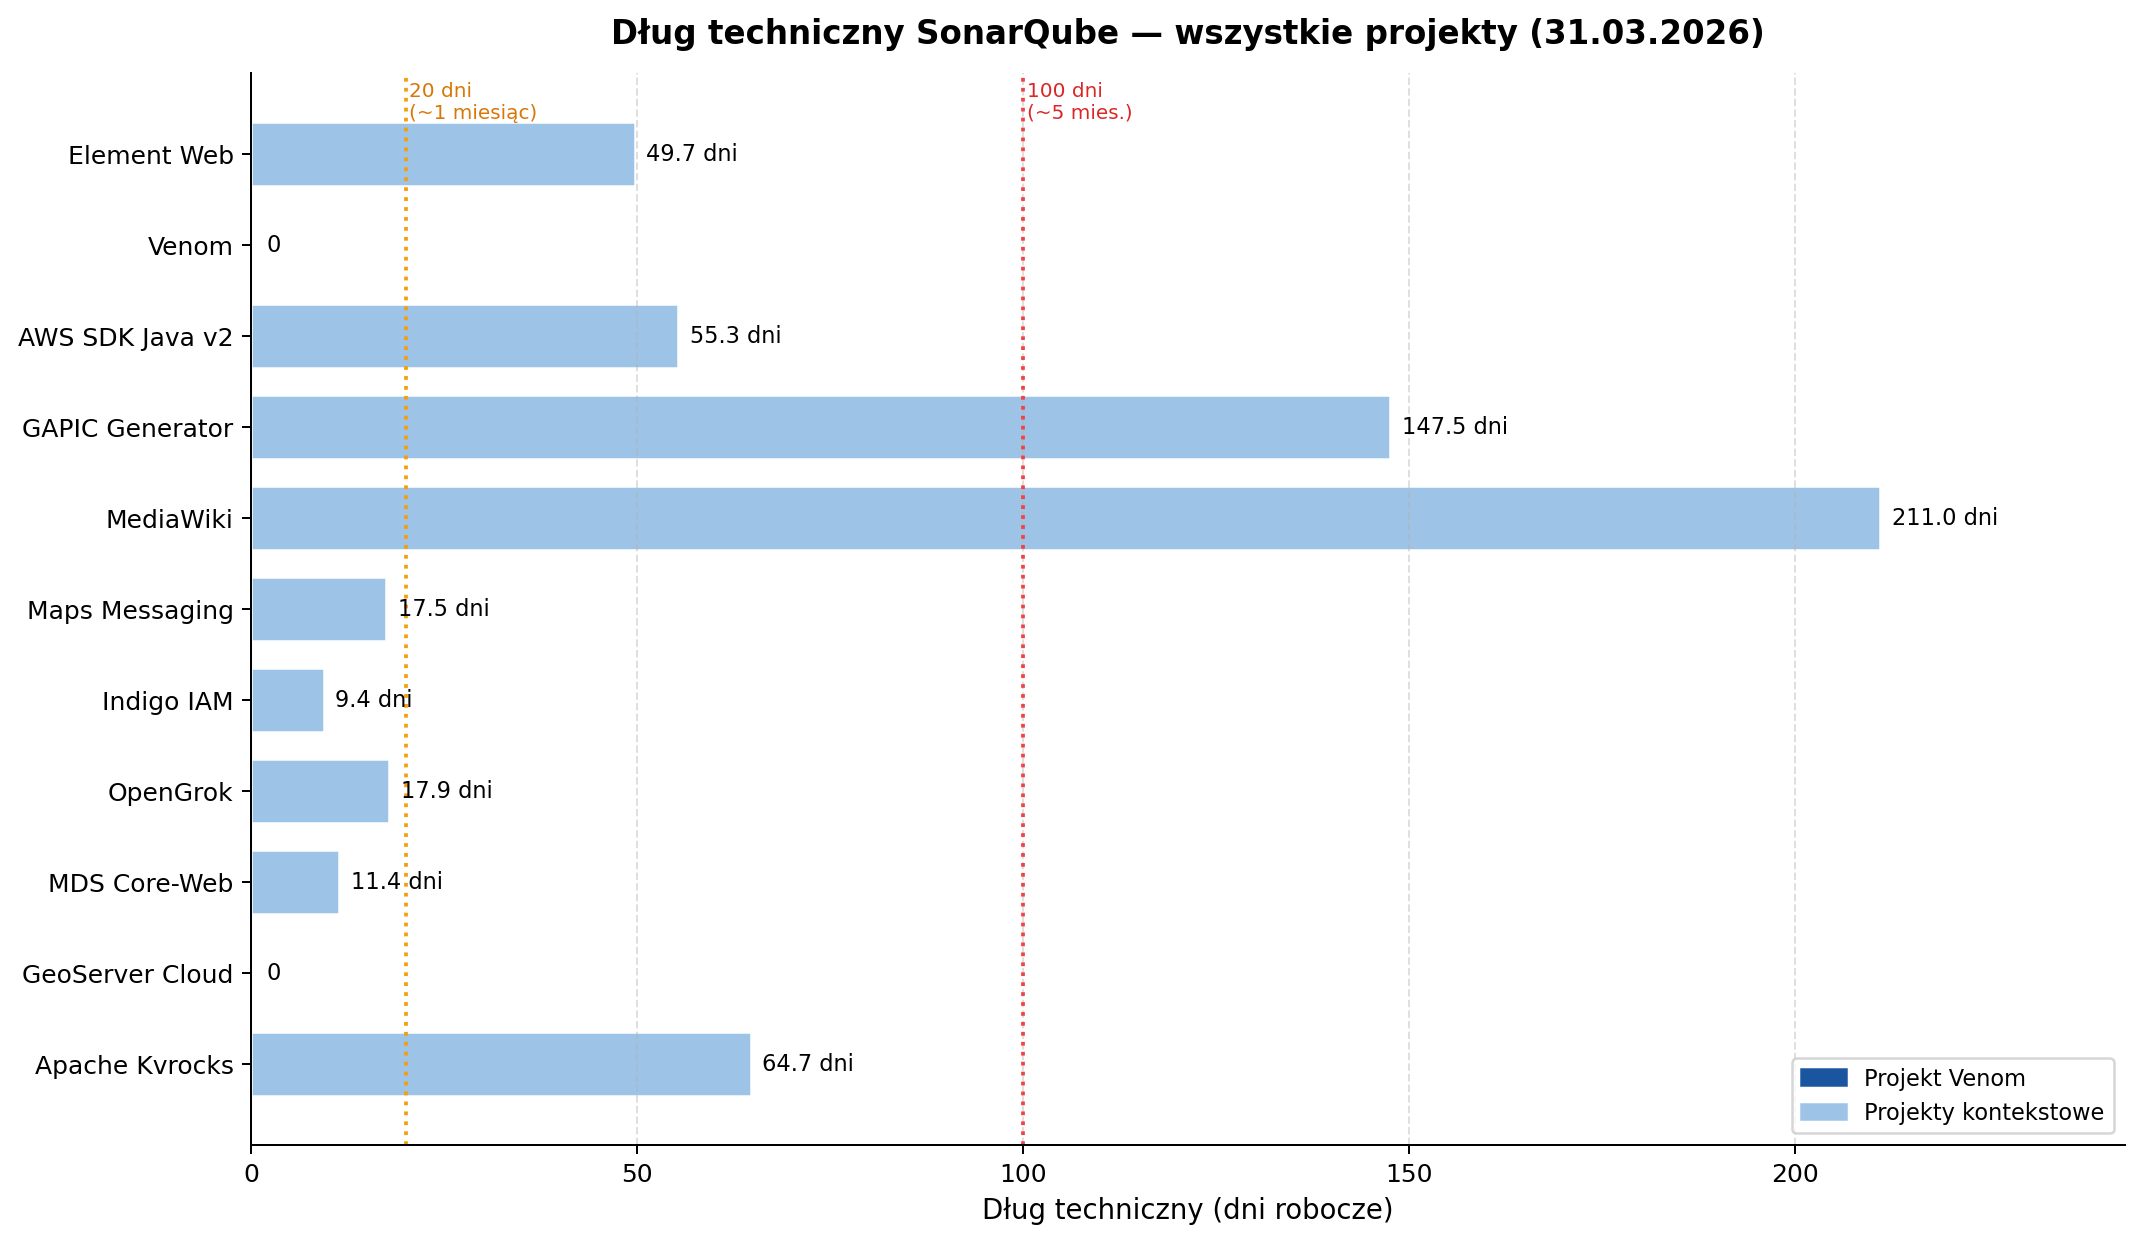 Dług techniczny SonarQube — wszystkie projekty (31.03.2026)
20 dni
(~1 miesiąc)
100 dni
(~5 mies.)
Element Web
49.7 dni
Venom
0
AWS SDK Java v2
55.3 dni
GAPIC Generator
147.5 dni
MediaWiki
211.0 dni
Maps Messaging
17.5 dni
Indigo IAM
9.4 dni
OpenGrok
17.9 dni
MDS Core-Web
11.4 dni
GeoServer Cloud
0
Apache Kvrocks
64.7 dni
Projekt Venom
Projekty kontekstowe
0
50
100
150
200
Dług techniczny (dni robocze)